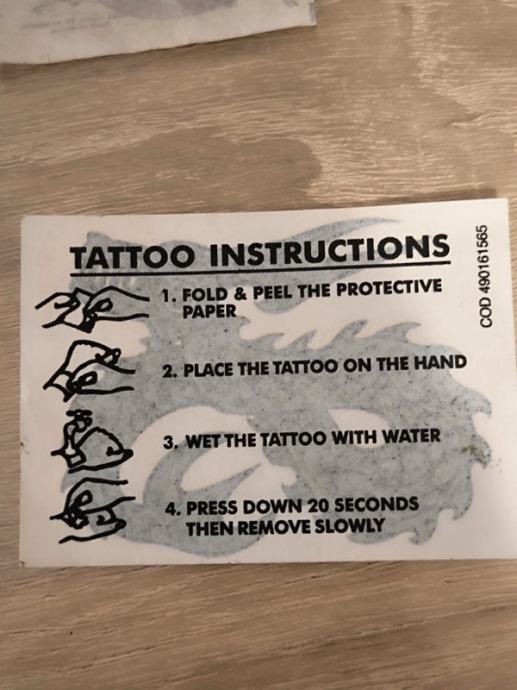 TATTOO INSTRUCTIONS
1. FOLD & PEEL THE PROTECTIVE
PAPER
2. PLACE THE TATTOO ON THE HAND
3. WET THE TATTOO WITH WATER
4. PRESS DOWN 20 SECONDS
THEN REMOVE SLOWLY
COD 490161565